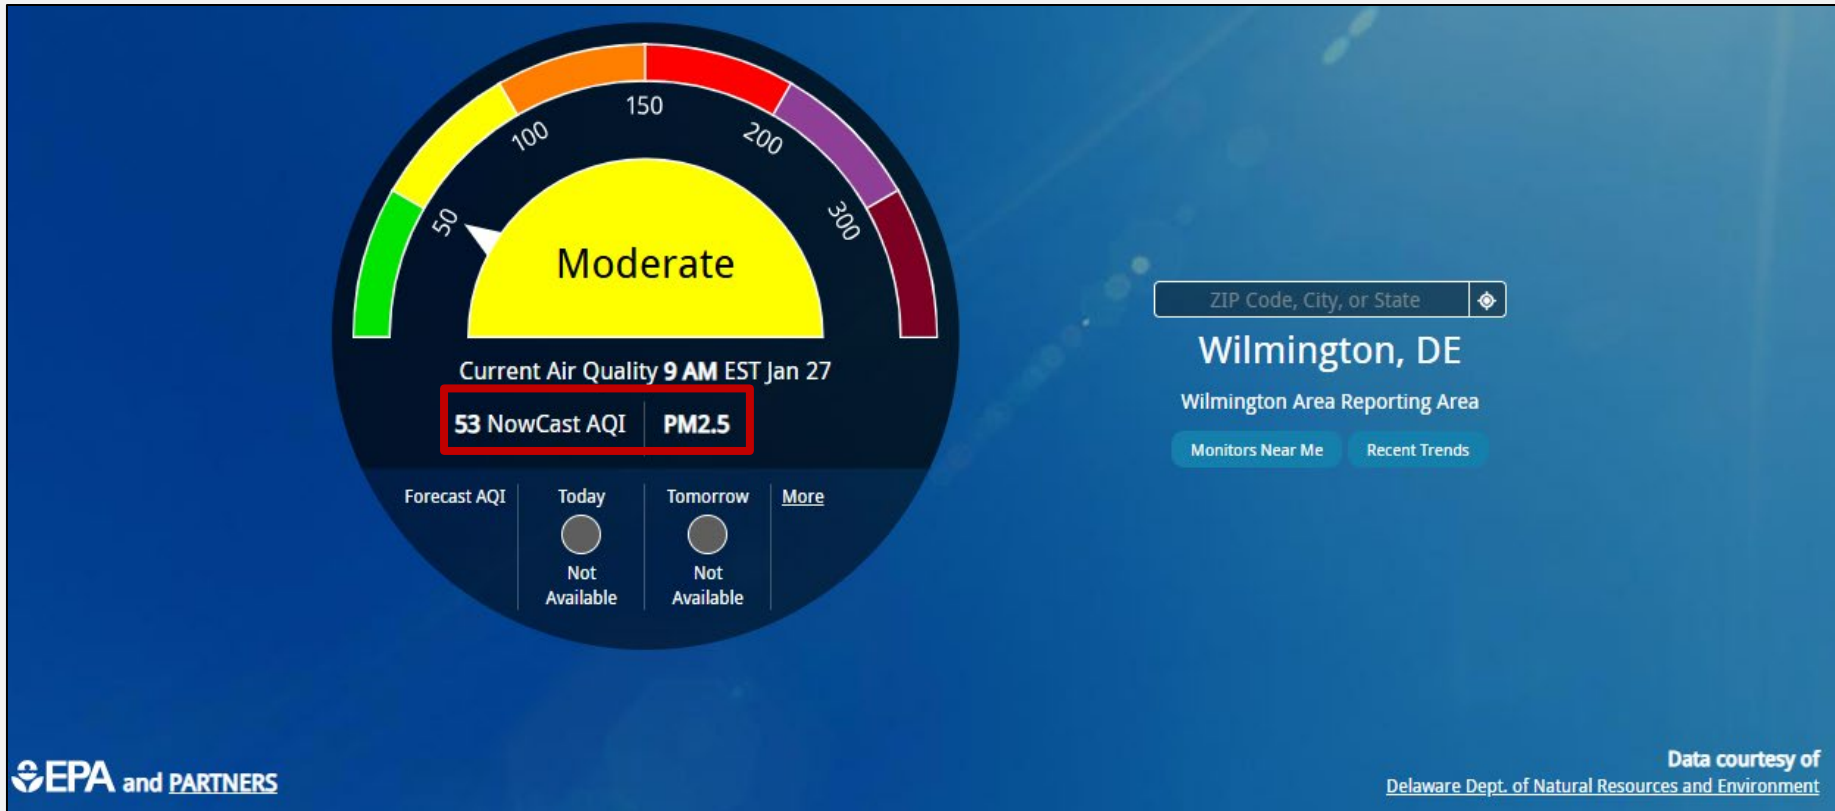 50
100
150
200
300
Moderate
Current Air Quality 9 AM EST Jan 27
53 NowCast AQI PM2.5
Forecast AQI
Today
Not
Available
Tomorrow
Not
Available
More
ZIP Code, City, or State
Wilmington, DE
Wilmington Area Reporting Area
Monitors Near Me
Recent Trends
EPA and PARTNERS
Data courtesy of
Delaware Dept. of Natural Resources and Environment